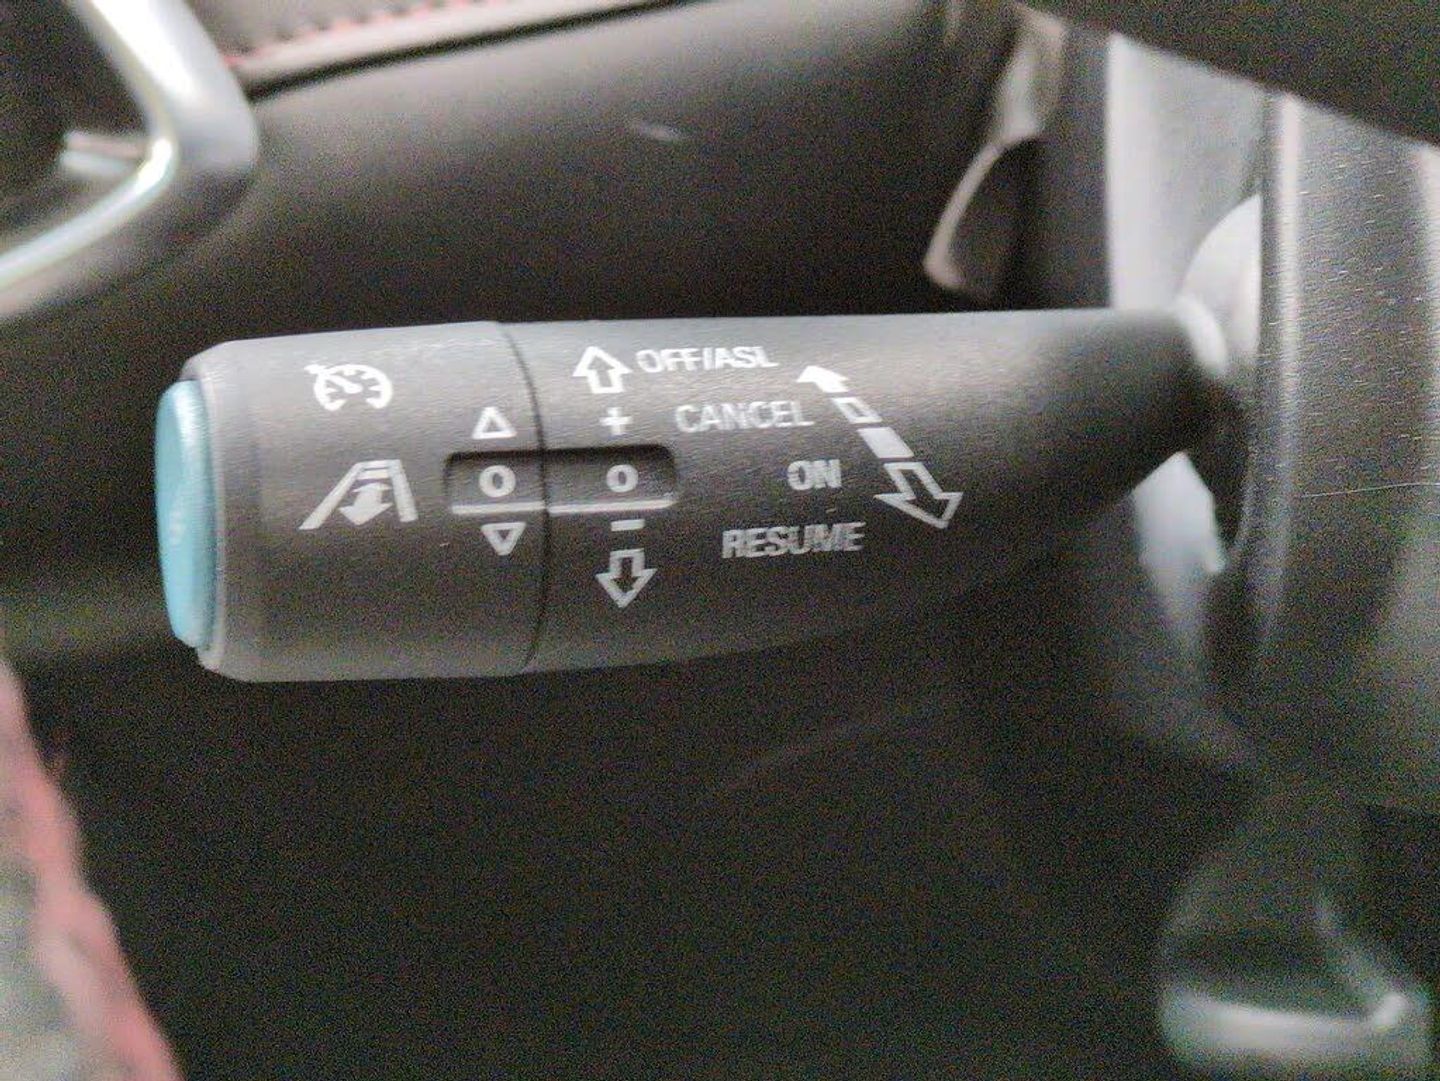 OFF/ASL
+ CANCEL
O O ON
- RESUME